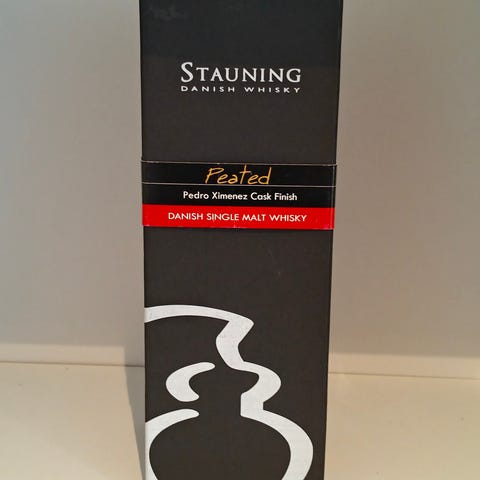 STAUNING
DANISH WHISKY
Peated
Pedro Ximenez Cask Finish
DANISH SINGLE MALT WHISKY